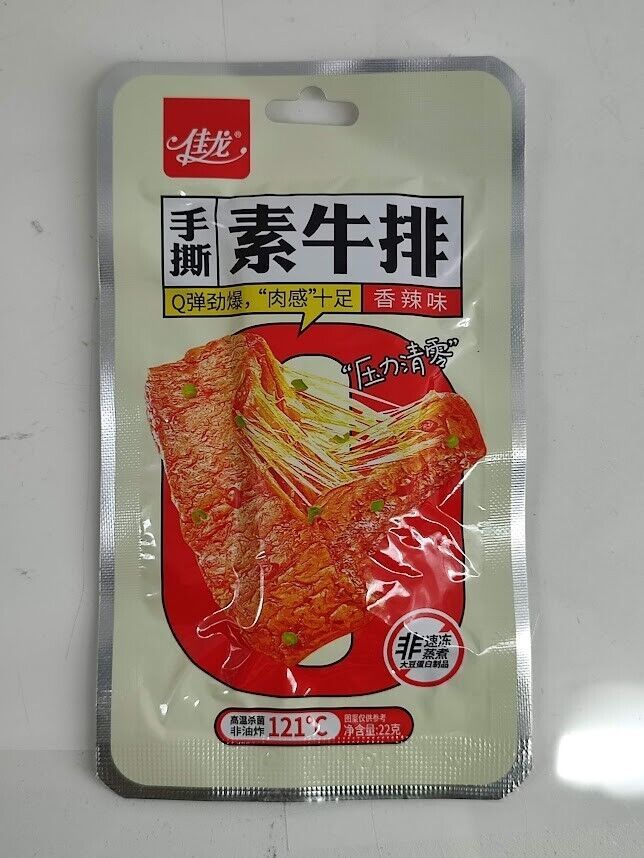 佳龙®
手撕
素牛排
Q弹劲爆，“肉感”十足
香辣味
“压力清零”
非
速冻
蒸煮
大豆蛋白制品
高温杀菌
非油炸
121℃
图案仅供参考
净含量:22克